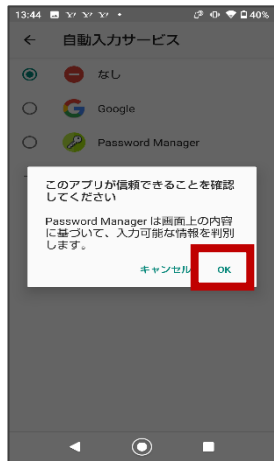 13:44
40%
自動入力サービス
なし
Google
Password Manager
このアプリが信頼できることを確認
してください
Password Manager は画面上の内容
に基づいて、入力可能な情報を判別
します。
キャンセル OK